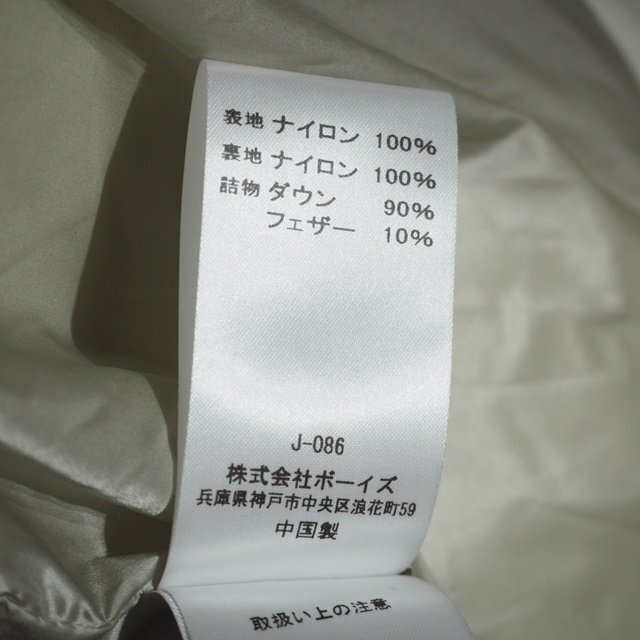 表地 ナイロン 100%
裏地 ナイロン 100%
詰物 ダウン 90%
フェザー 10%
J-086
株式会社ボーイズ
兵庫県神戸市中央区浪花町59
中国製
取扱い上の注意